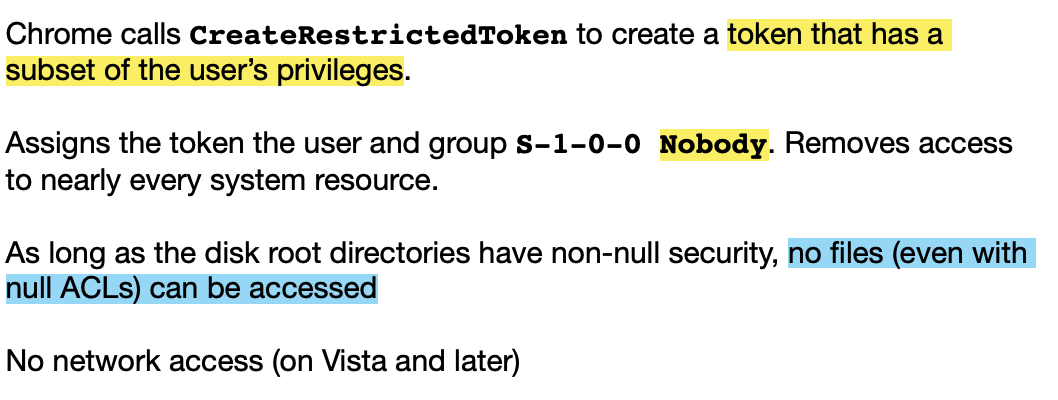 Chrome calls CreateRestrictedToken to create a token that has a
subset of the user’s privileges.
Assigns the token the user and group S-1-0-0 Nobody. Removes access
to nearly every system resource.
As long as the disk root directories have non-null security, no files (even with
null ACLs) can be accessed
No network access (on Vista and later)